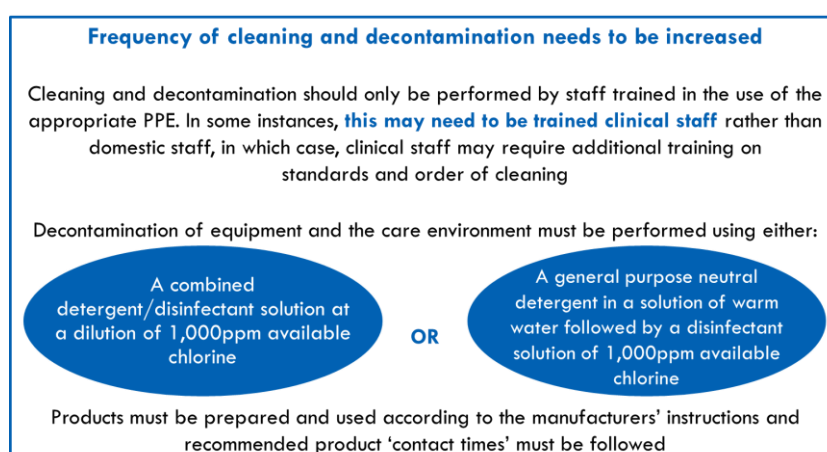 Frequency of cleaning and decontamination needs to be increased
Cleaning and decontamination should only be performed by staff trained in the use of the
appropriate PPE. In some instances, this may need to be trained clinical staff rather than
domestic staff, in which case, clinical staff may require additional training on
standards and order of cleaning
Decontamination of equipment and the care environment must be performed using either:
A combined
detergent/disinfectant solution at
a dilution of 1,000ppm available
chlorine
OR
A general purpose neutral
detergent in a solution of warm
water followed by a disinfectant
solution of 1,000ppm available
chlorine
Products must be prepared and used according to the manufacturers’ instructions and
recommended product ‘contact times’ must be followed